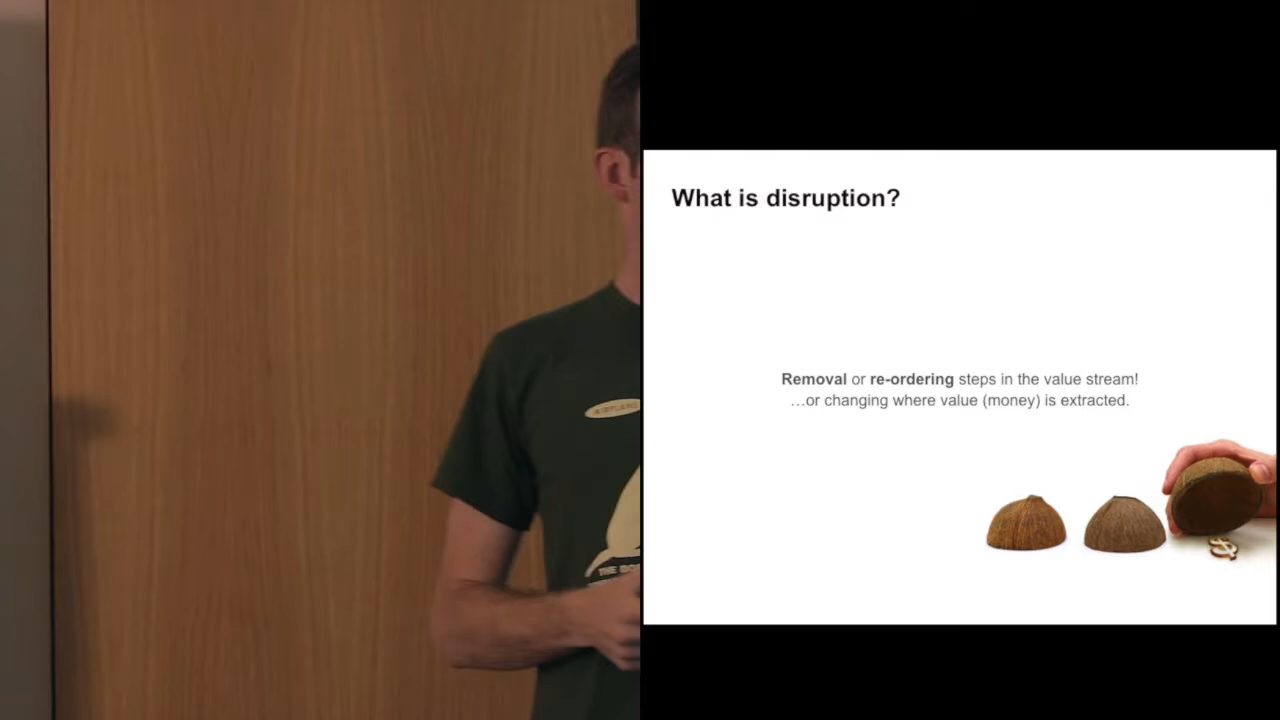 What is disruption?
Removal or re-ordering steps in the value stream!
…or changing where value (money) is extracted.
THE
$